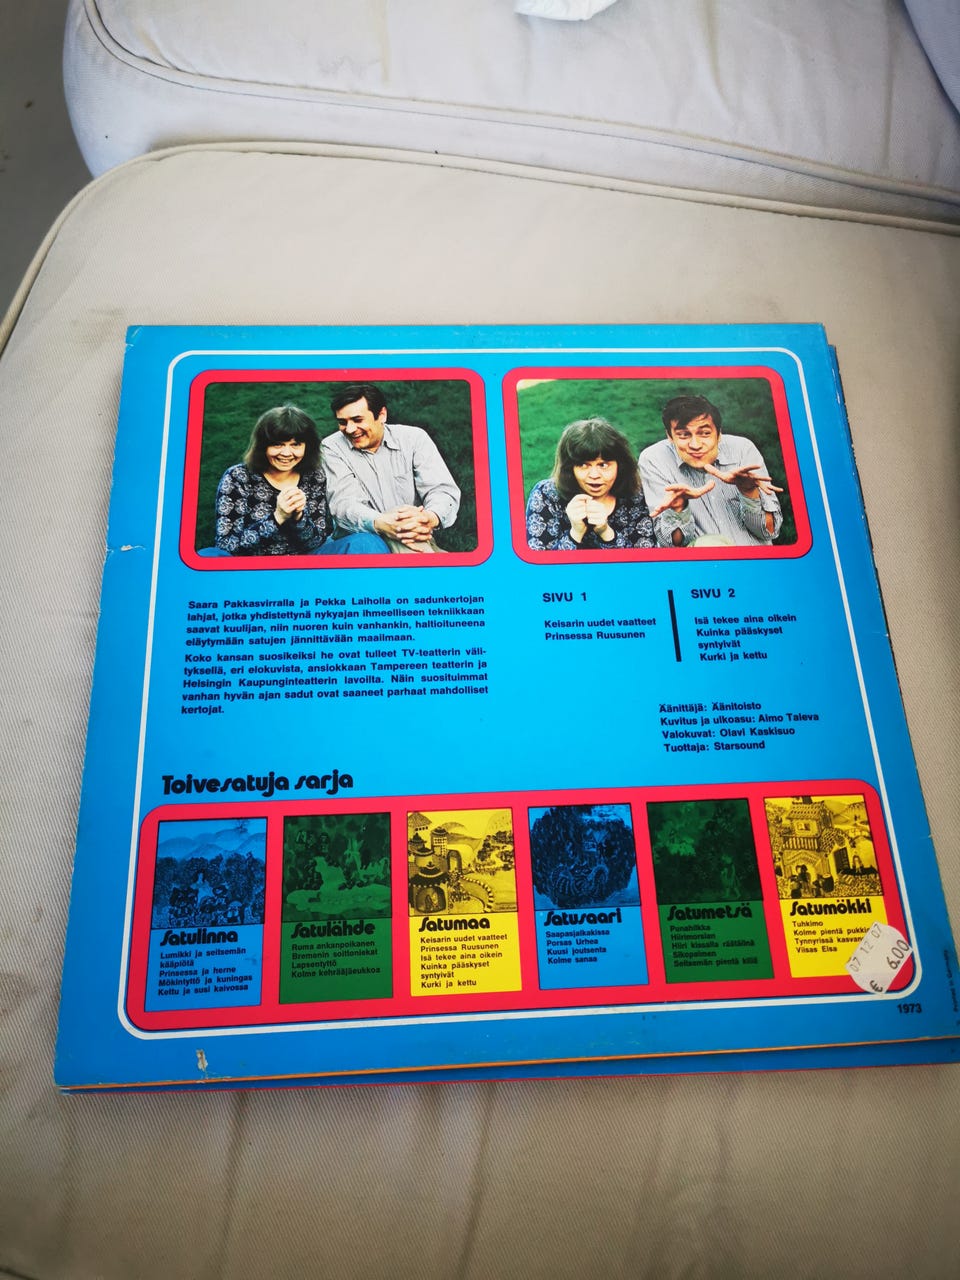 Saara Pakkasvirralla ja Pekka Laiholla on sadunkertojan
lahjat, jotka yhdistettynä nykyajan ihmeelliseen tekniikkaan
saavat kuulijan, niin nuoren kuin vanhankin, haltioituneena
eläytymään satujen jännittävään maailmaan.
Koko kansan suosikeiksi he ovat tulleet TV-teatterin väli-
tyksellä, eri elokuvista, ansiokkaan Tampereen teatterin ja
Helsingin Kaupunginteatterin lavoilta. Näin suosituimmat
vanhan hyvän ajan sadut ovat saaneet parhaat mahdolliset
kertojat.
SIVU 1
Keisarin uudet vaatteet
Prinsessa Ruusunen
SIVU 2
Isä tekee aina oikein
Kuinka pääskyset
syntyivät
Kurki ja kettu
Äänittäjä: Äänitoisto
Kuvitus ja ulkoasu: Aimo Taleva
Valokuvat: Olavi Kaskisuo
Tuottaja: Starsound
Toivesatuja sarja
Satulinna
Lumikki ja seitsemän
kääpiötä
Prinsessa ja herne
Mökintyttö ja kuningas
Kettu ja susi kaivossa
Satulähde
Ruma ankanpoikanen
Bremenin soittoniekat
Lapsentyttö
Kolme kehrääjäeukkoa
Satumaa
Keisarin uudet vaatteet
Prinsessa Ruusunen
Isä tekee aina oikein
Kuinka pääskyset
syntyivät
Kurki ja kettu
Satusaari
Saapasjalkakissa
Porsas Urhea
Kuusi joutsenta
Kolme sanaa
Satumetsä
Punahilkka
Hiirimorsian
Hiiri kissalla räätälinä
Sikopaimen
Seitsemän pientä kiliä
Satumökki
Tuhkimo
Kolme pientä
Tynnyrissä
Viisas Elsa
07 12 07
€ 6.00
1973